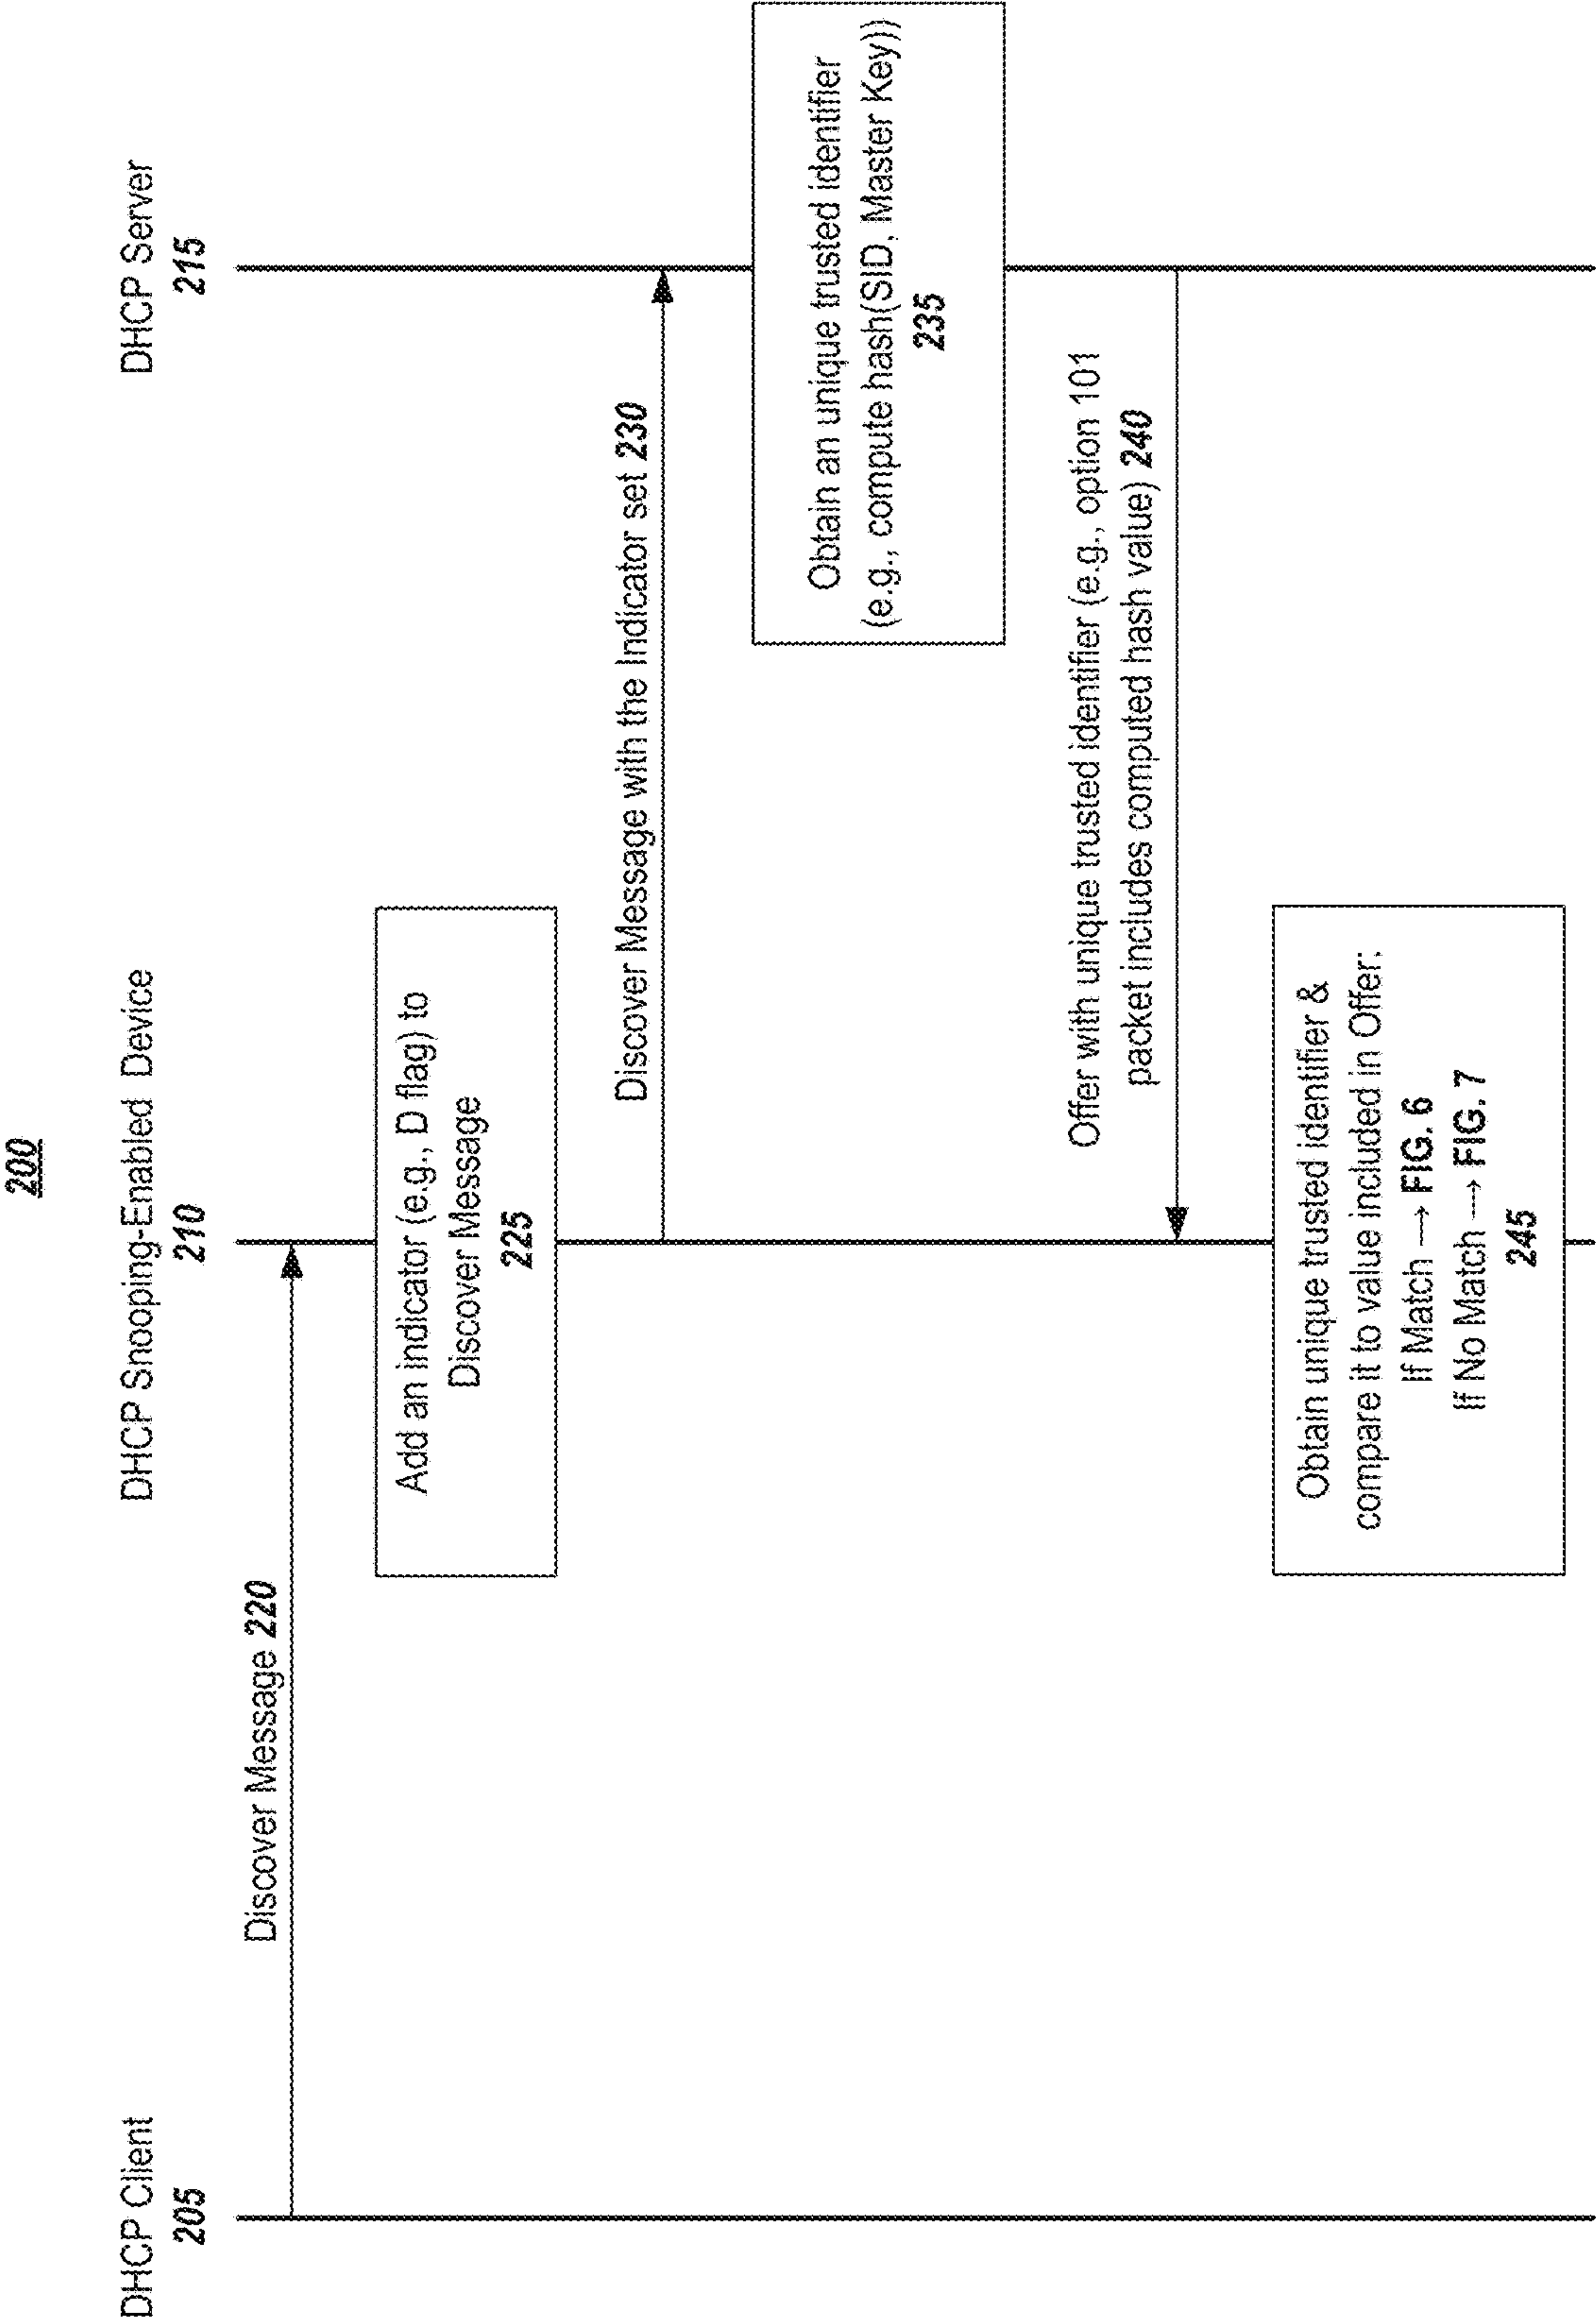 200
DHCP Client
205
DHCP Snooping-Enabled Device
210
DHCP Server
215
Discover Message 220
Add an indicator (e.g., D flag) to
Discover Message
225
Discover Message with the Indicator set 230
Obtain an unique trusted identifier
(e.g., compute hash(SID, Master Key))
235
Offer with unique trusted identifier (e.g., option 101
packet includes computed hash value) 240
Obtain unique trusted identifier &
compare it to value included in Offer:
If Match → FIG. 6
If No Match → FIG. 7
245